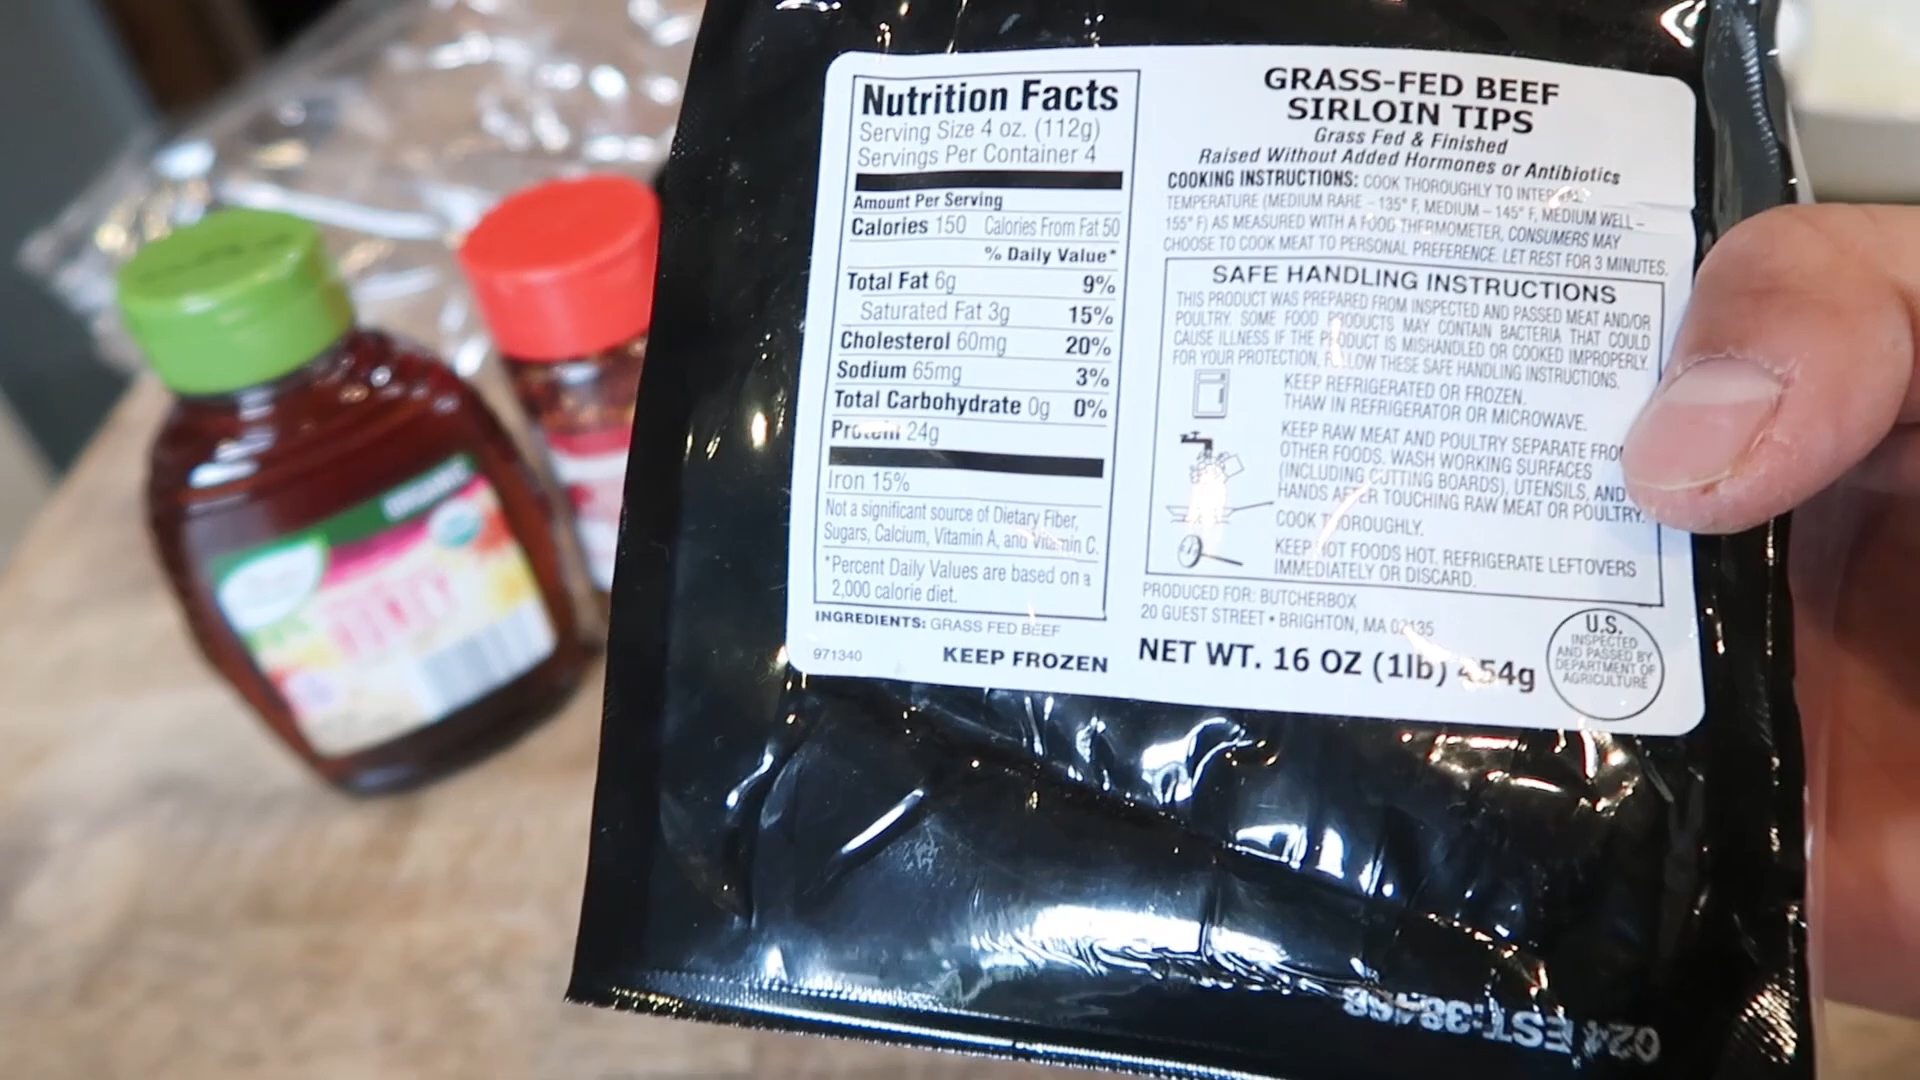 Nutrition Facts
Serving Size 4 oz. (112g)
Servings Per Container 4
Amount Per Serving
Calories 150 Calories From Fat 50
% Daily Value*
Total Fat 6g 9%
Saturated Fat 3g 15%
Cholesterol 60mg 20%
Sodium 65mg 3%
Total Carbohydrate 0g 0%
Protein 24g
Iron 15%
Not a significant source of Dietary Fiber,
Sugars, Calcium, Vitamin A, and Vitamin C.
*Percent Daily Values are based on a
2,000 calorie diet.
INGREDIENTS: GRASS FED BEEF
971340 KEEP FROZEN
GRASS-FED BEEF
SIRLOIN TIPS
Grass Fed & Finished
Raised Without Added Hormones or Antibiotics
COOKING INSTRUCTIONS: COOK THOROUGHLY TO INTERNAL
TEMPERATURE (MEDIUM RARE - 135° F, MEDIUM - 145° F, MEDIUM WELL -
155° F) AS MEASURED WITH A FOOD THERMOMETER, CONSUMERS MAY
CHOOSE TO COOK MEAT TO PERSONAL PREFERENCE. LET REST FOR 3 MINUTES.
SAFE HANDLING INSTRUCTIONS
THIS PRODUCT WAS PREPARED FROM INSPECTED AND PASSED MEAT AND/OR
POULTRY. SOME FOOD PRODUCTS MAY CONTAIN BACTERIA THAT COULD
CAUSE ILLNESS IF THE PRODUCT IS MISHANDLED OR COOKED IMPROPERLY.
FOR YOUR PROTECTION, FOLLOW THESE SAFE HANDLING INSTRUCTIONS.
KEEP REFRIGERATED OR FROZEN.
THAW IN REFRIGERATOR OR MICROWAVE.
KEEP RAW MEAT AND POULTRY SEPARATE FROM
OTHER FOODS. WASH WORKING SURFACES
(INCLUDING CUTTING BOARDS), UTENSILS, AND
HANDS AFTER TOUCHING RAW MEAT OR POULTRY.
COOK THOROUGHLY.
KEEP HOT FOODS HOT. REFRIGERATE LEFTOVERS
IMMEDIATELY OR DISCARD.
PRODUCED FOR: BUTCHERBOX
20 GUEST STREET • BRIGHTON, MA 02135
NET WT. 16 OZ (1lb) 454g
U.S.
INSPECTED
AND PASSED BY
DEPARTMENT OF
AGRICULTURE
ORGANIC
HONEY
024 EST: